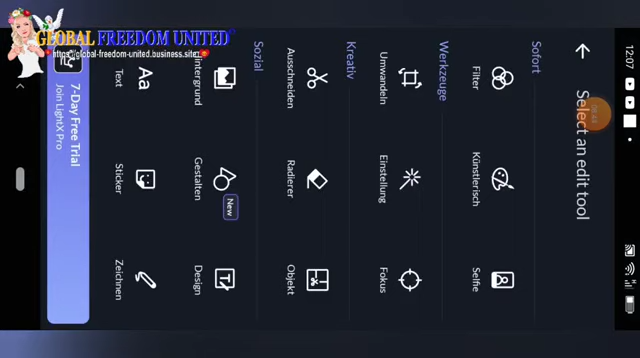 GLOBAL FREEDOM UNITED
https://global-freedom-united.business.site
12:07
Select an edit tool
Sofort
Filter
Künstlerisch
Selfie
Werkzeuge
Umwandeln
Einstellung
Fokus
Kreativ
Ausschneiden
Radierer
Objekt
Sozial
Hintergrund
Gestalten
New
Design
Text
Sticker
Zeichnen
7-Day Free Trial
Join LightX Pro